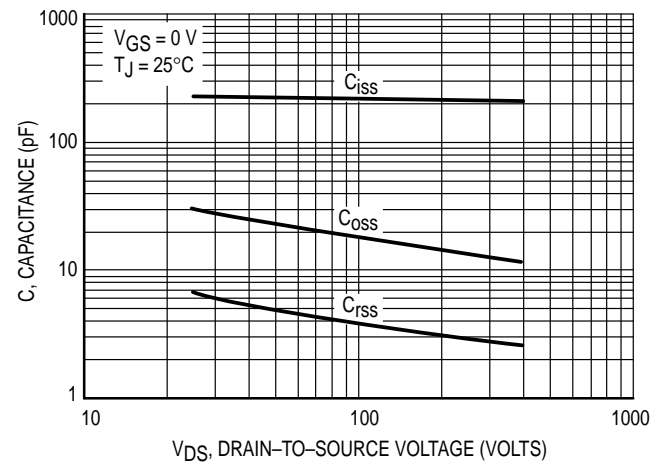 1000
VGS = 0 V
TJ = 25°C
Ciss
100
C, CAPACITANCE (pF)
Coss
10
Crss
1
10
100
1000
VDS, DRAIN–TO–SOURCE VOLTAGE (VOLTS)